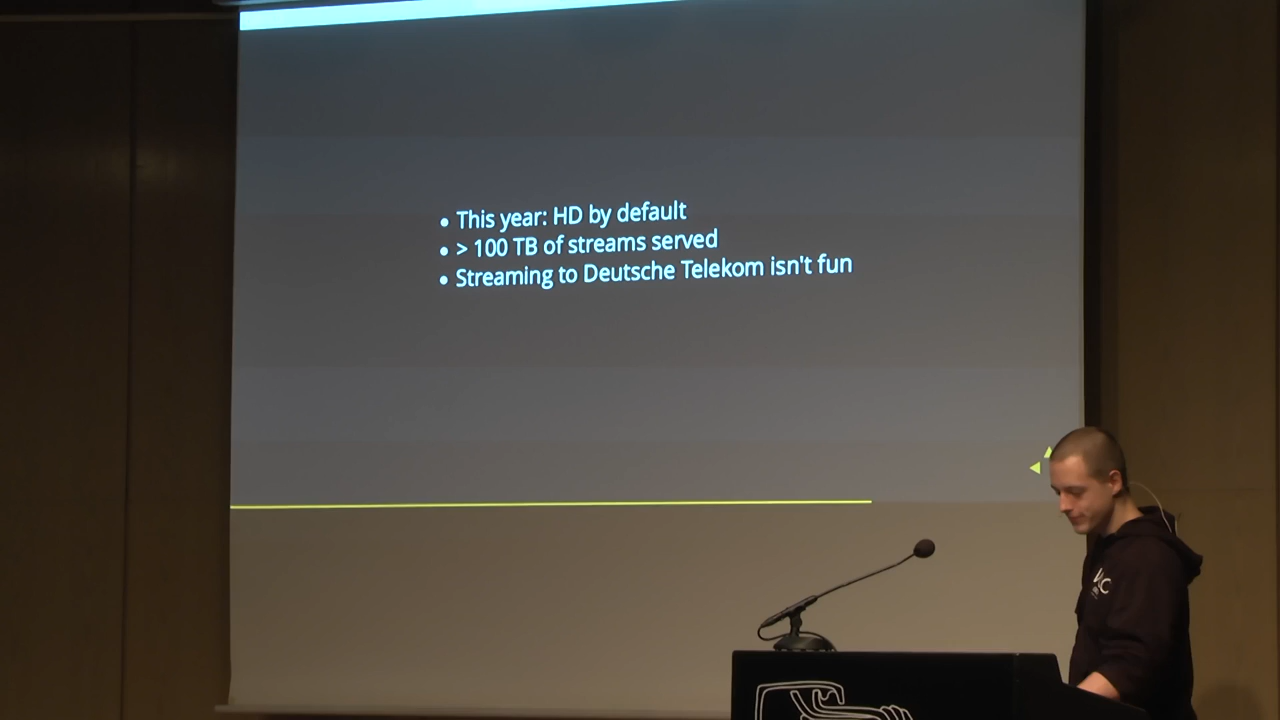 • This year: HD by default
• > 100 TB of streams served
• Streaming to Deutsche Telekom isn't fun